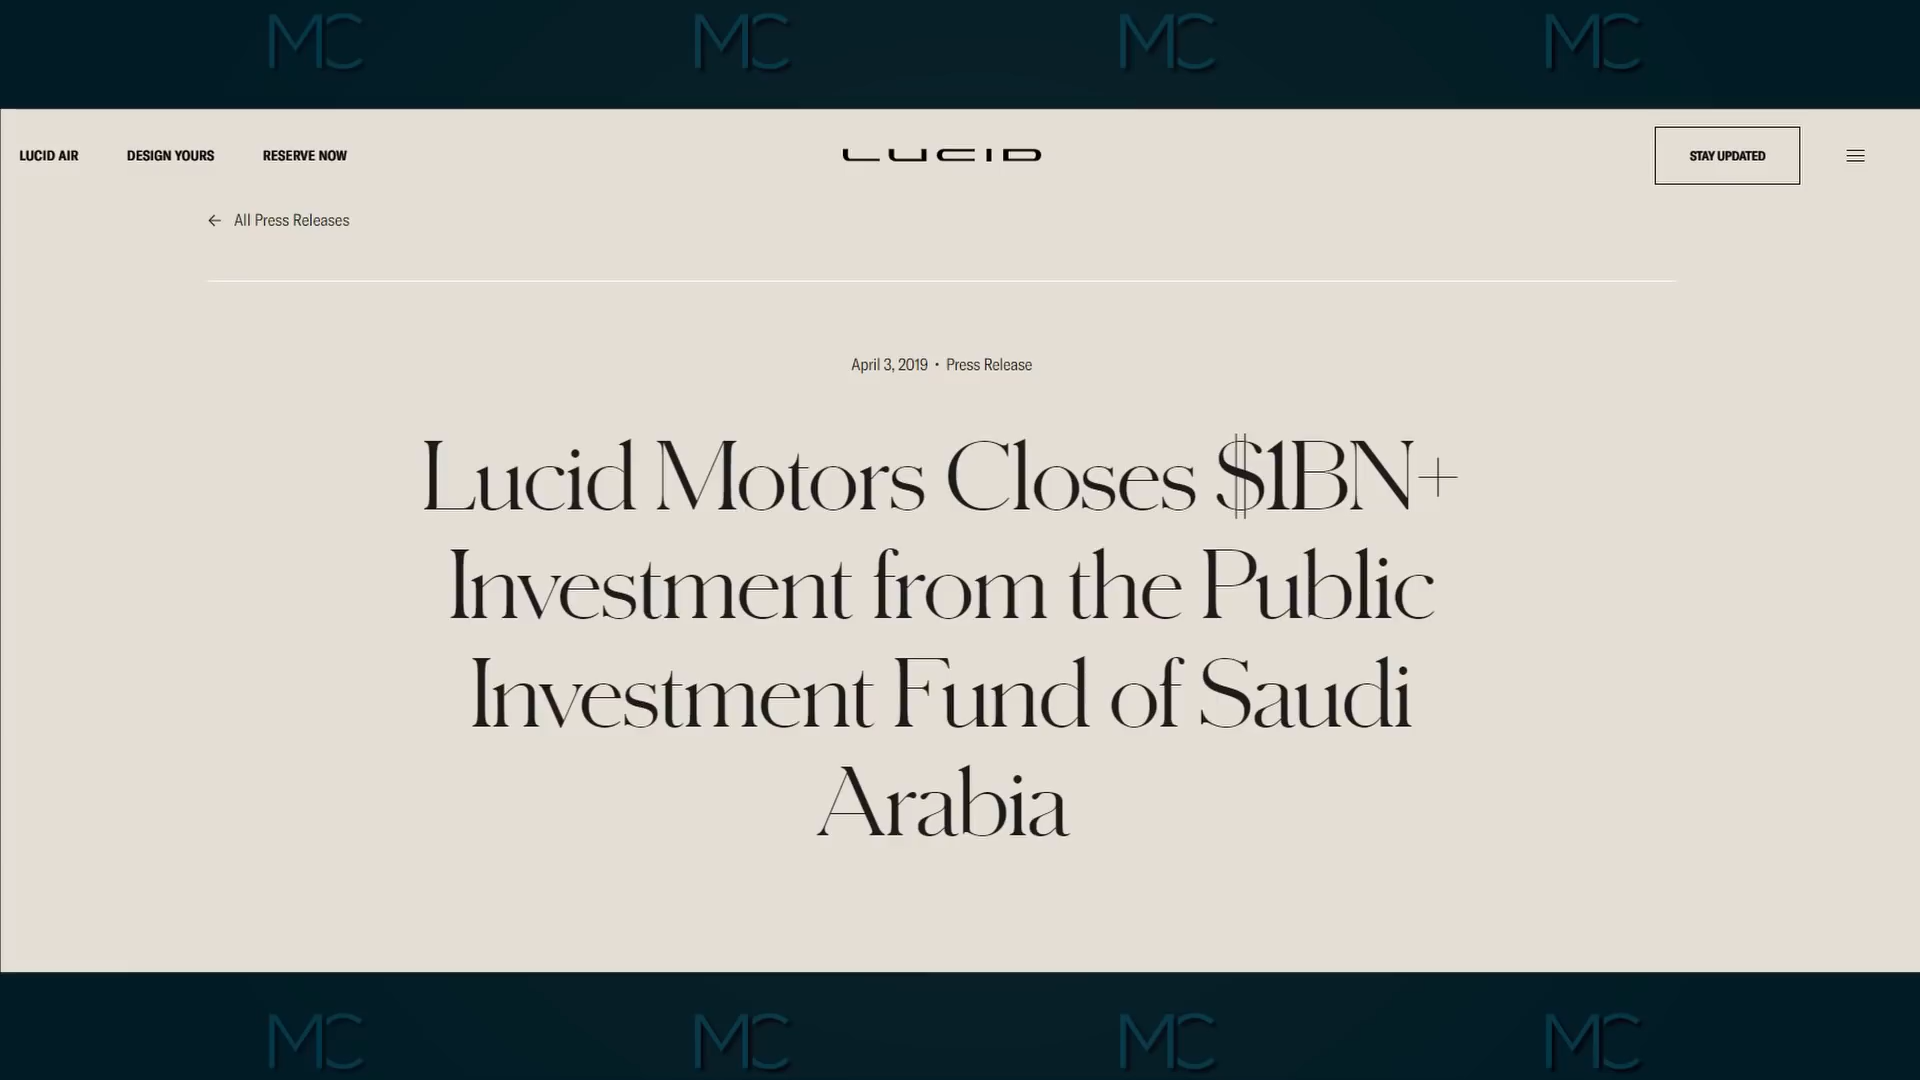 MC MC MC MC
LUCID AIR DESIGN YOURS RESERVE NOW LUCID STAY UPDATED
← All Press Releases
April 3, 2019 • Press Release
Lucid Motors Closes $1BN+
Investment from the Public
Investment Fund of Saudi
Arabia
MC MC MC MC